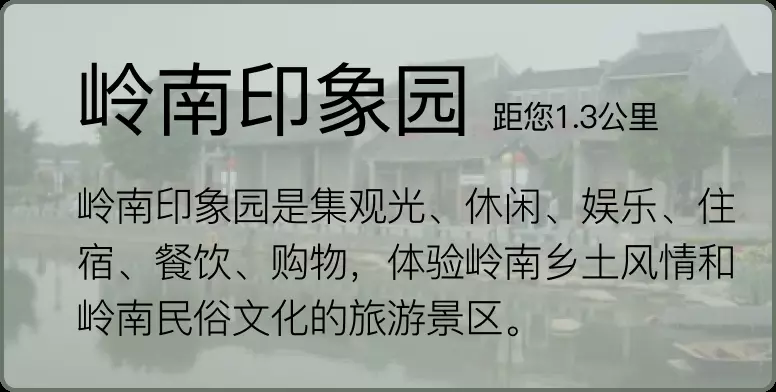 岭南印象园 距您1.3公里
岭南印象园是集观光、休闲、娱乐、住
宿、餐饮、购物，体验岭南乡土风情和
岭南民俗文化的旅游景区。